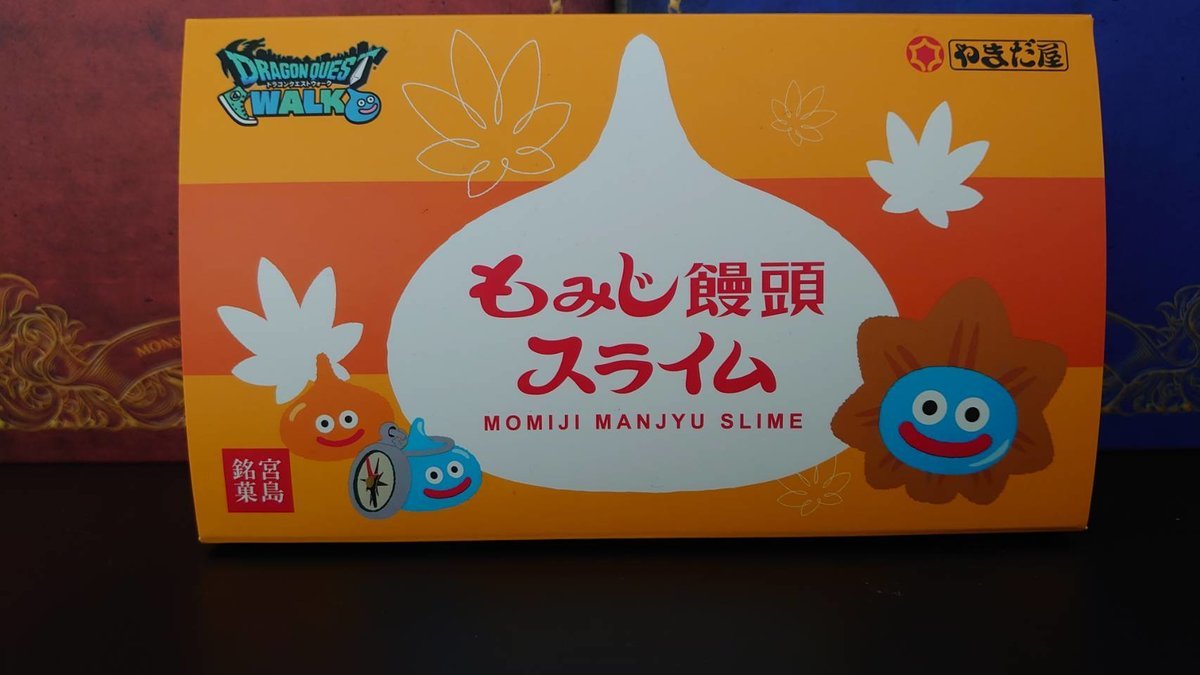 DRAGON QUEST
ドラゴンクエストウォーク
WALK
やまだ屋
もみじ饅頭
スライム
MOMIJI MANJYU SLIME
宮島
銘菓
MONS